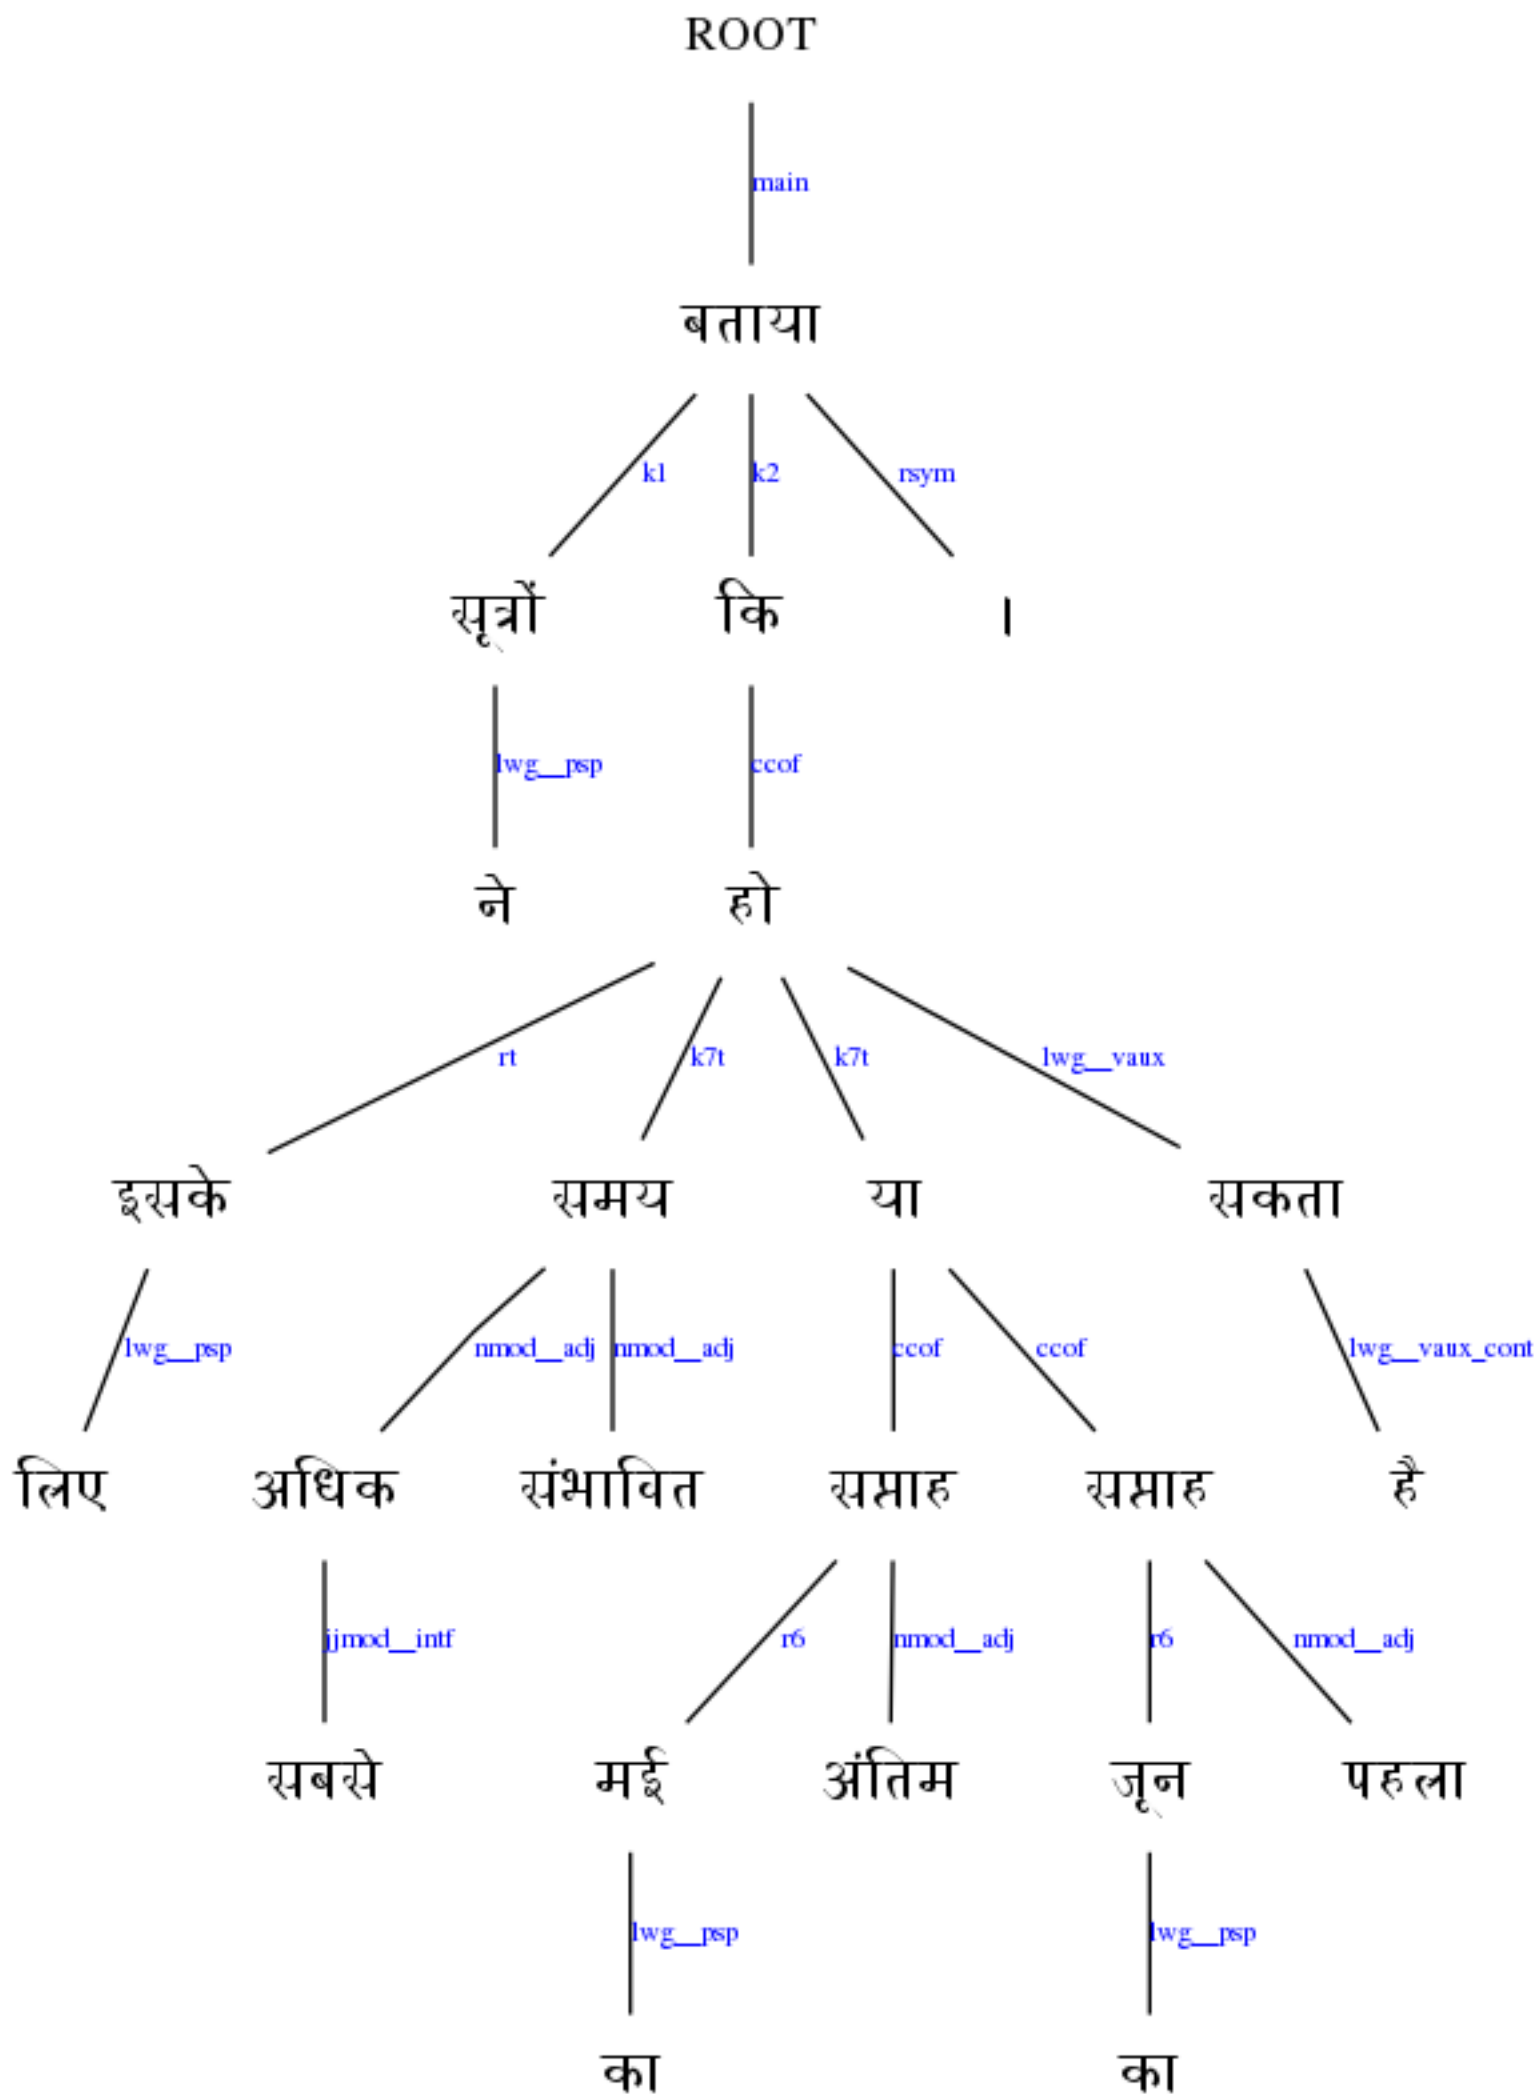 ROOT
main
बताया
k1 k2 rsym
सूत्रों कि ।
lwg__psp ccof
ने हो
rt k7t k7t lwg__vaux
इसके समय या सकता
lwg__psp nmod__adj nmod__adj ccof ccof lwg__vaux_cont
लिए अधिक संभावित सप्ताह सप्ताह है
jjmod__intf r6 nmod__adj r6 nmod__adj
सबसे मई अंतिम जून पहला
lwg__psp lwg__psp
का का